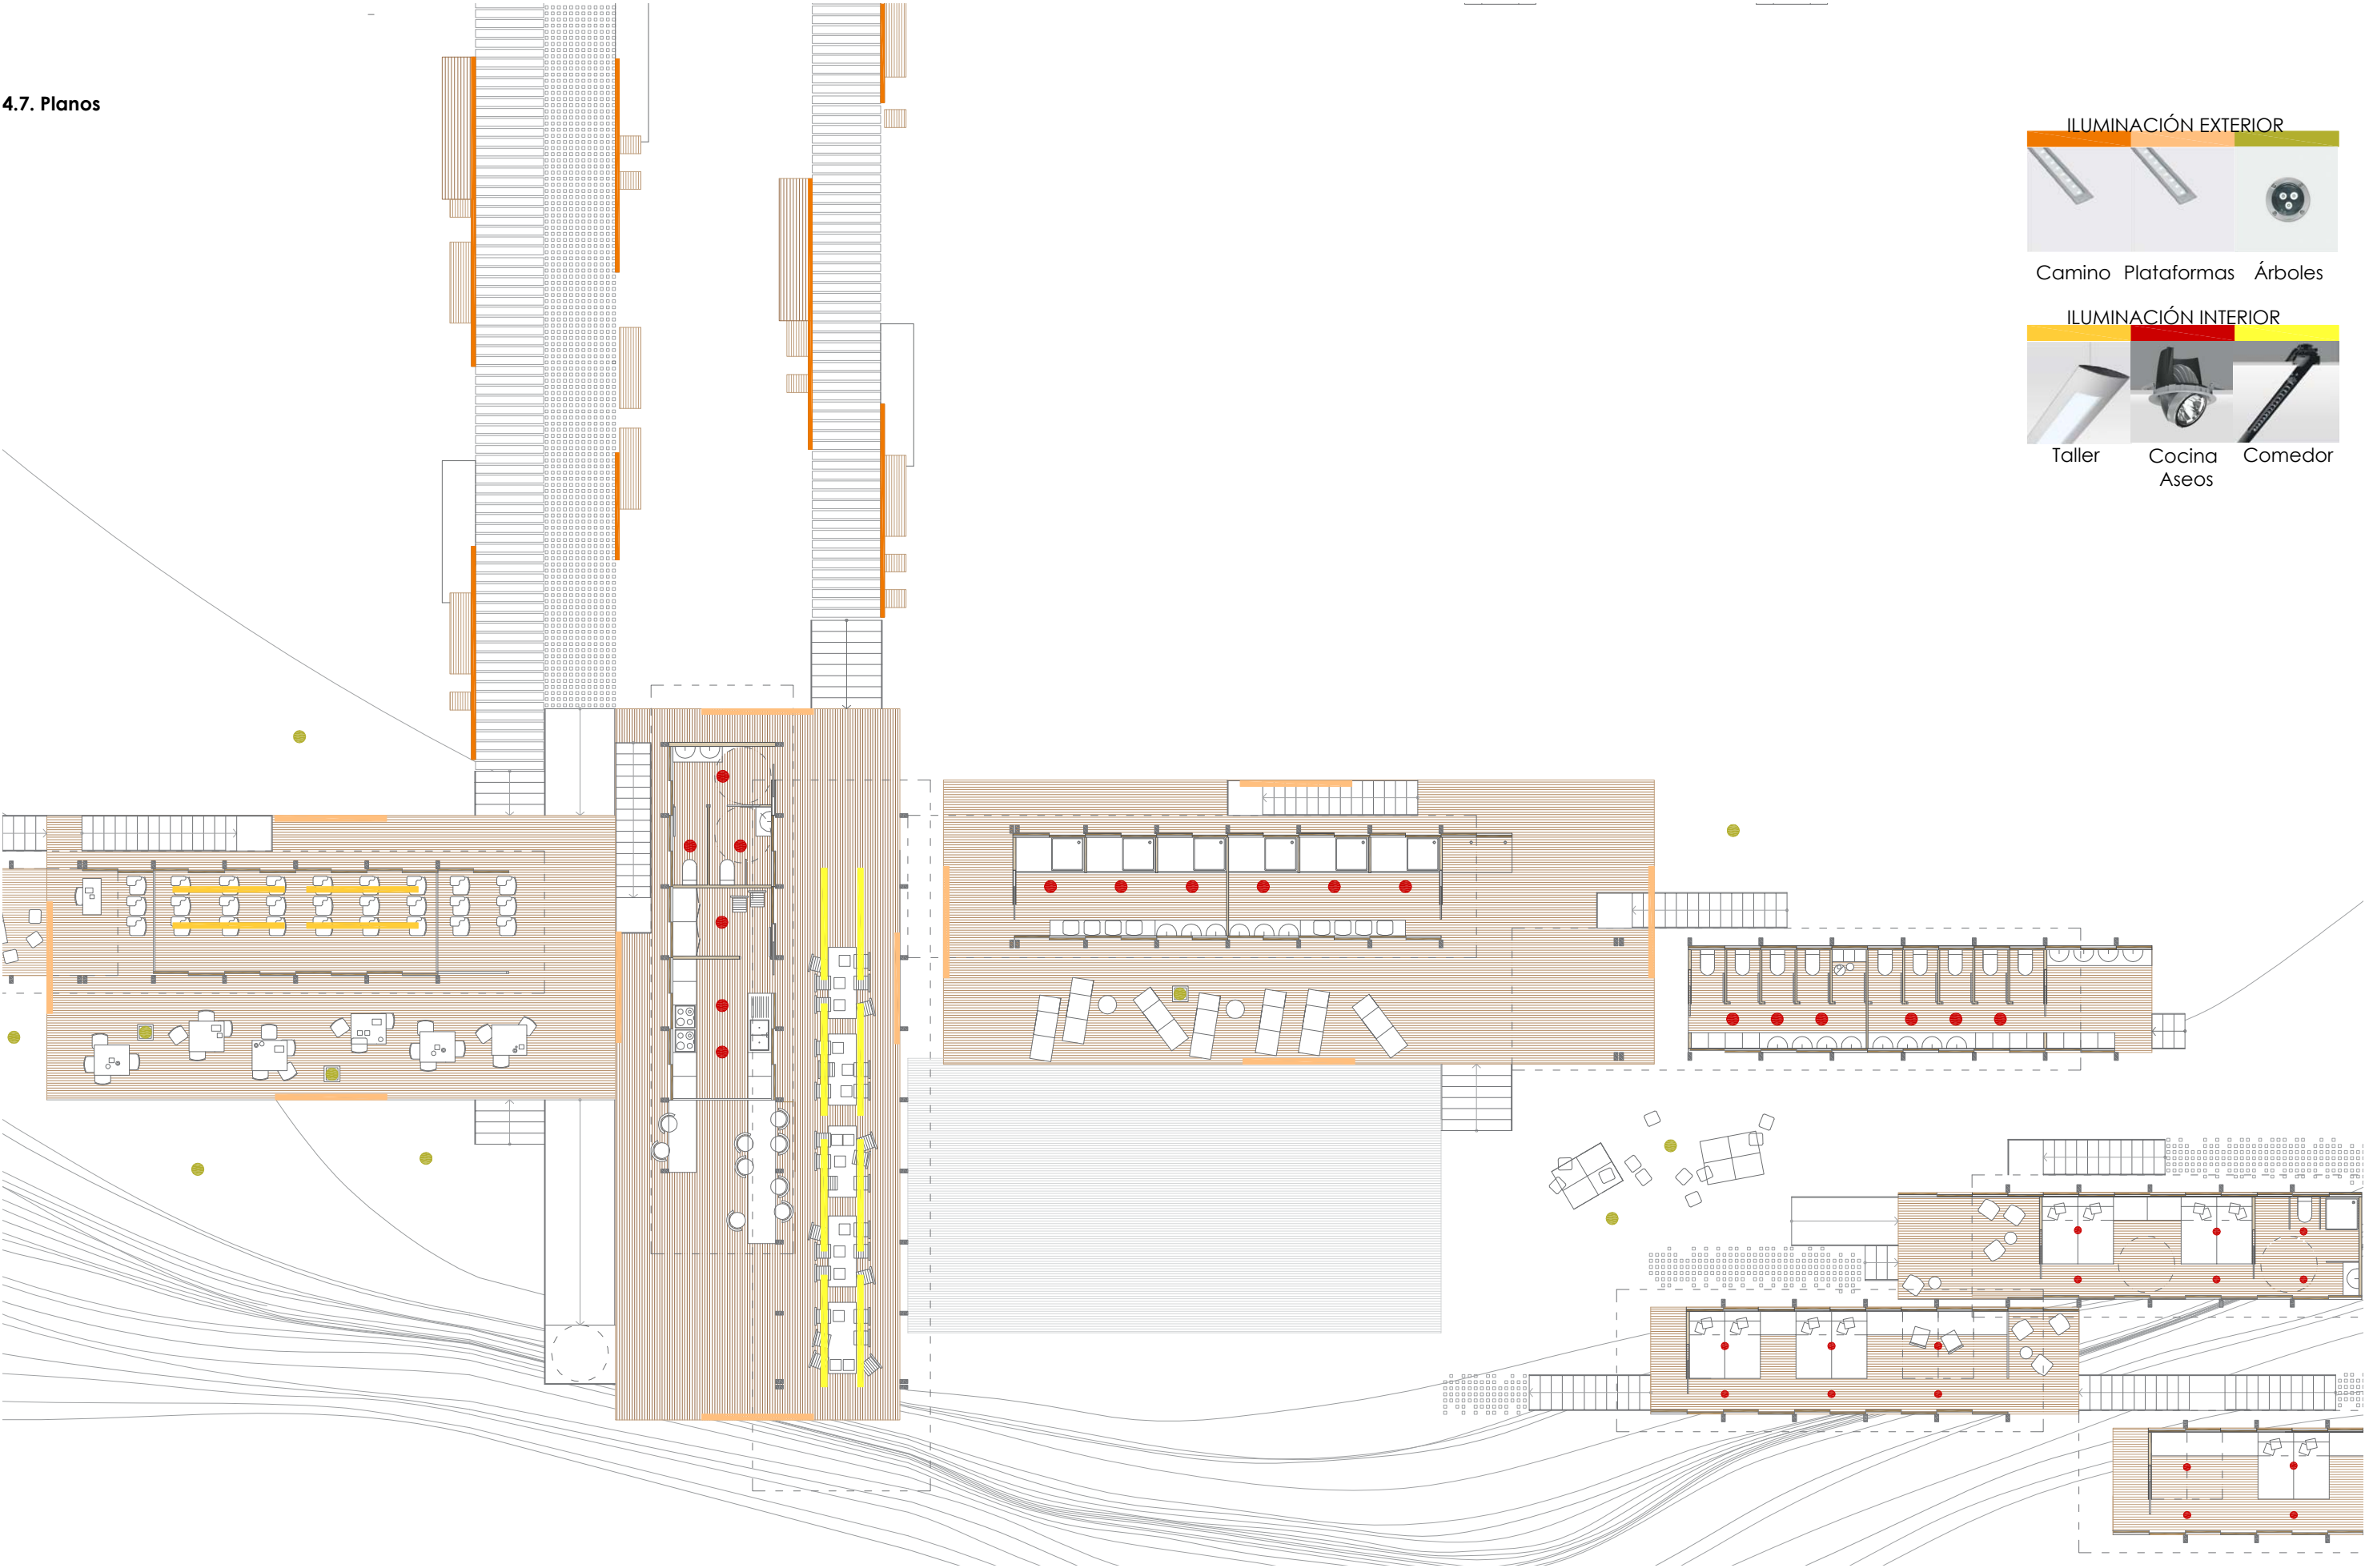 4.7. Planos
ILUMINACIÓN EXTERIOR
Camino Plataformas Árboles
ILUMINACIÓN INTERIOR
Taller Cocina Comedor
Aseos